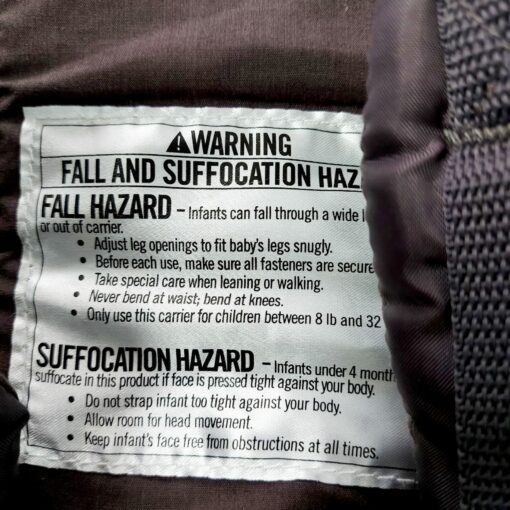 ⚠WARNING
FALL AND SUFFOCATION HAZ
FALL HAZARD – Infants can fall through a wide l
or out of carrier.
• Adjust leg openings to fit baby's legs snugly.
• Before each use, make sure all fasteners are secure
• Take special care when leaning or walking.
• Never bend at waist; bend at knees.
• Only use this carrier for children between 8 lb and 32
SUFFOCATION HAZARD – Infants under 4 month
suffocate in this product if face is pressed tight against your body.
• Do not strap infant too tight against your body.
• Allow room for head movement.
• Keep infant's face free from obstructions at all times.